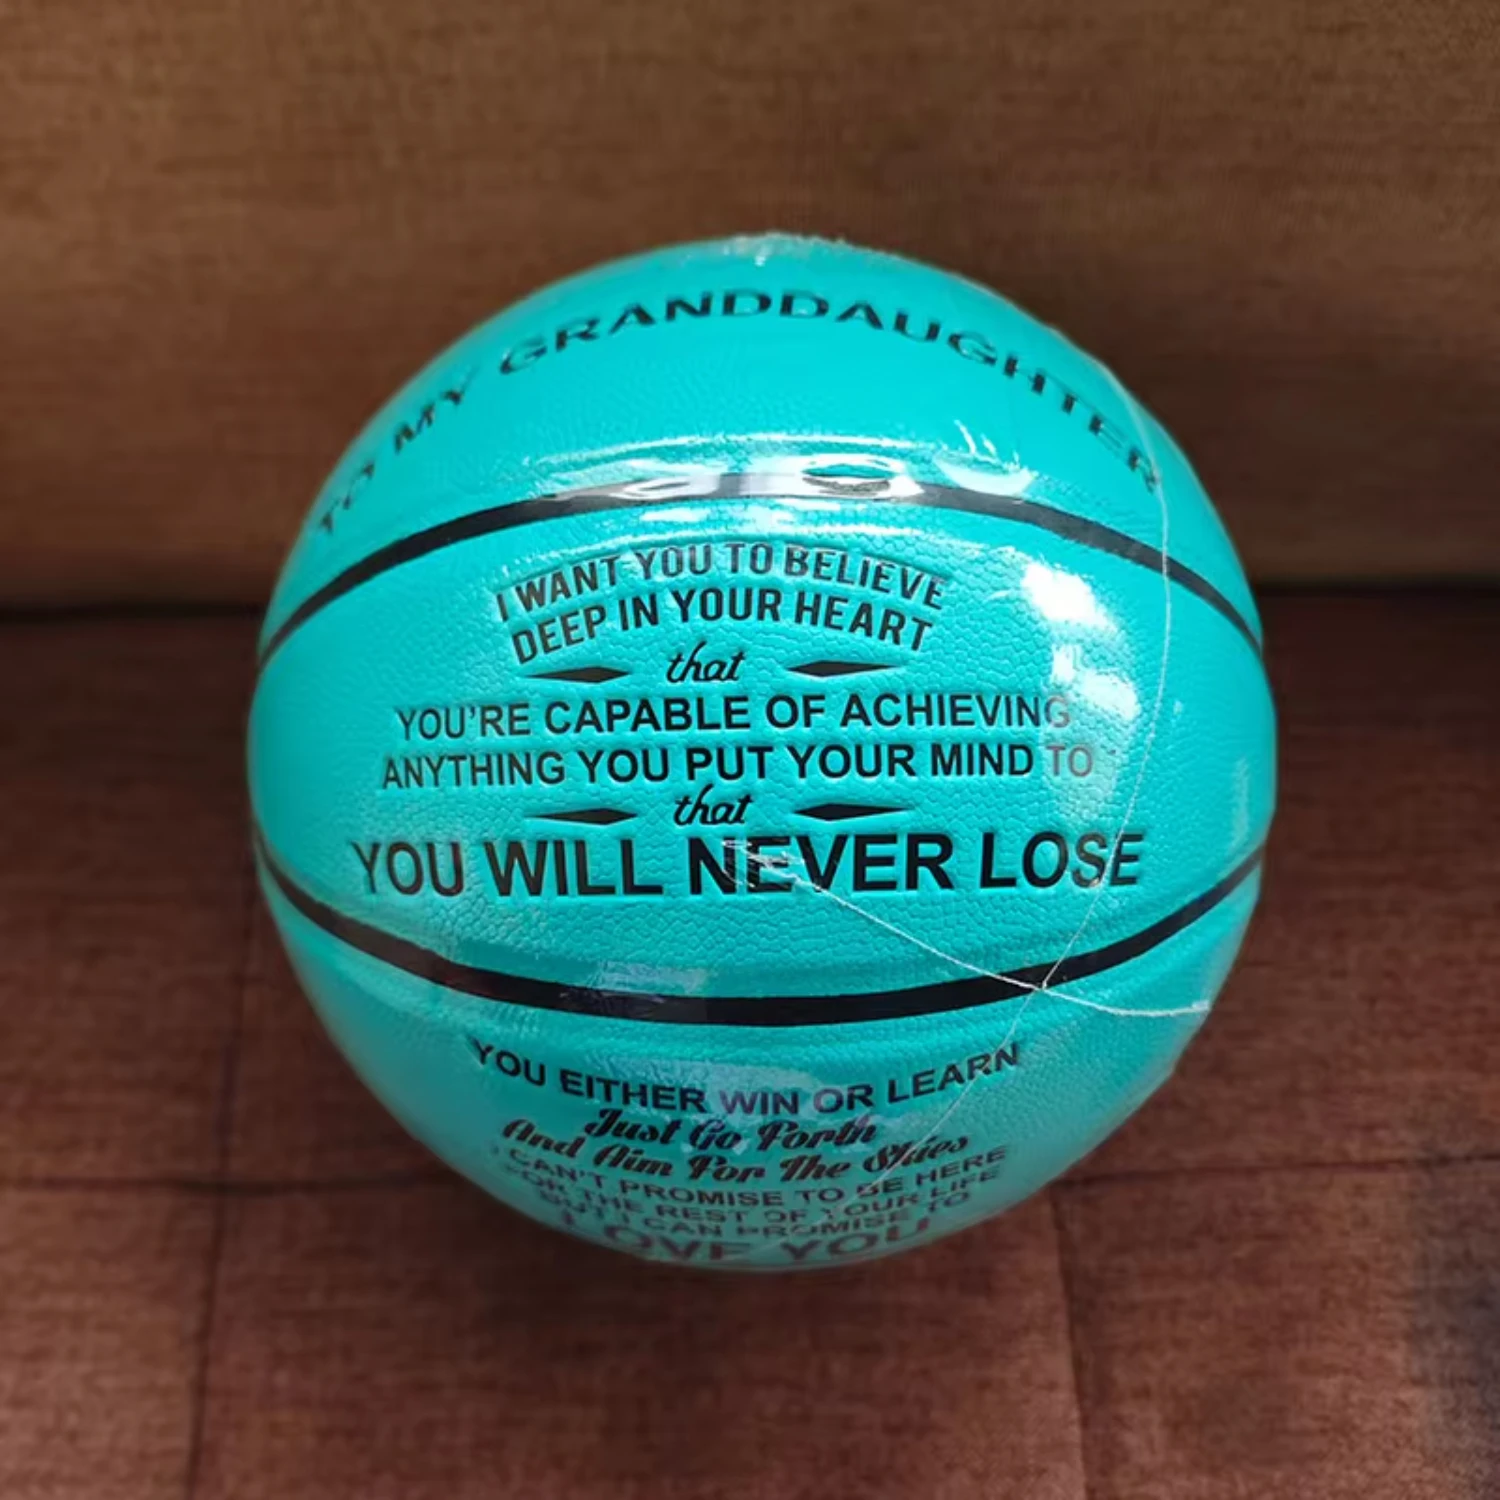 TO MY GRANDDAUGHTER
I WANT YOU TO BELIEVE
DEEP IN YOUR HEART
that
YOU'RE CAPABLE OF ACHIEVING
ANYTHING YOU PUT YOUR MIND TO
that
YOU WILL NEVER LOSE
YOU EITHER WIN OR LEARN
Just Go Forth
And Aim For The Skies
I CAN'T PROMISE TO BE HERE
FOR THE REST OF YOUR LIFE
BUT I CAN PROMISE TO
LOVE YOU